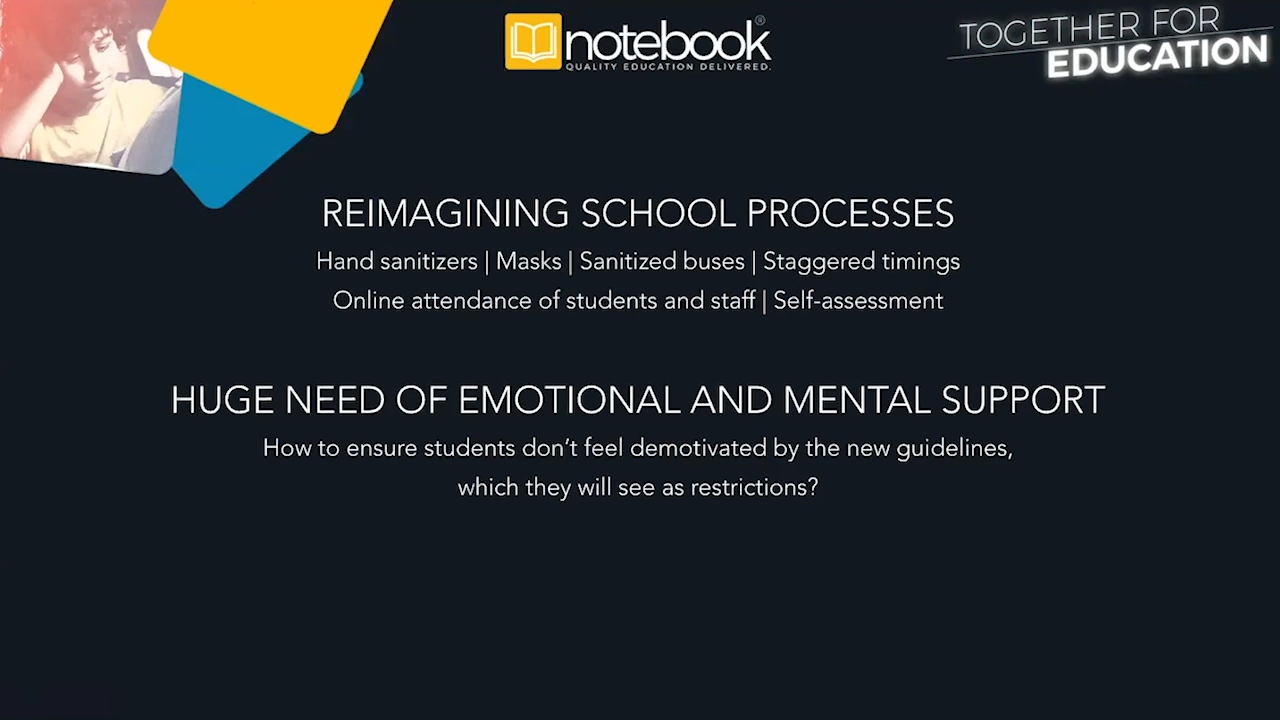 notebook®
QUALITY EDUCATION DELIVERED.
TOGETHER FOR
EDUCATION
REIMAGINING SCHOOL PROCESSES
Hand sanitizers | Masks | Sanitized buses | Staggered timings
Online attendance of students and staff | Self-assessment
HUGE NEED OF EMOTIONAL AND MENTAL SUPPORT
How to ensure students don’t feel demotivated by the new guidelines,
which they will see as restrictions?